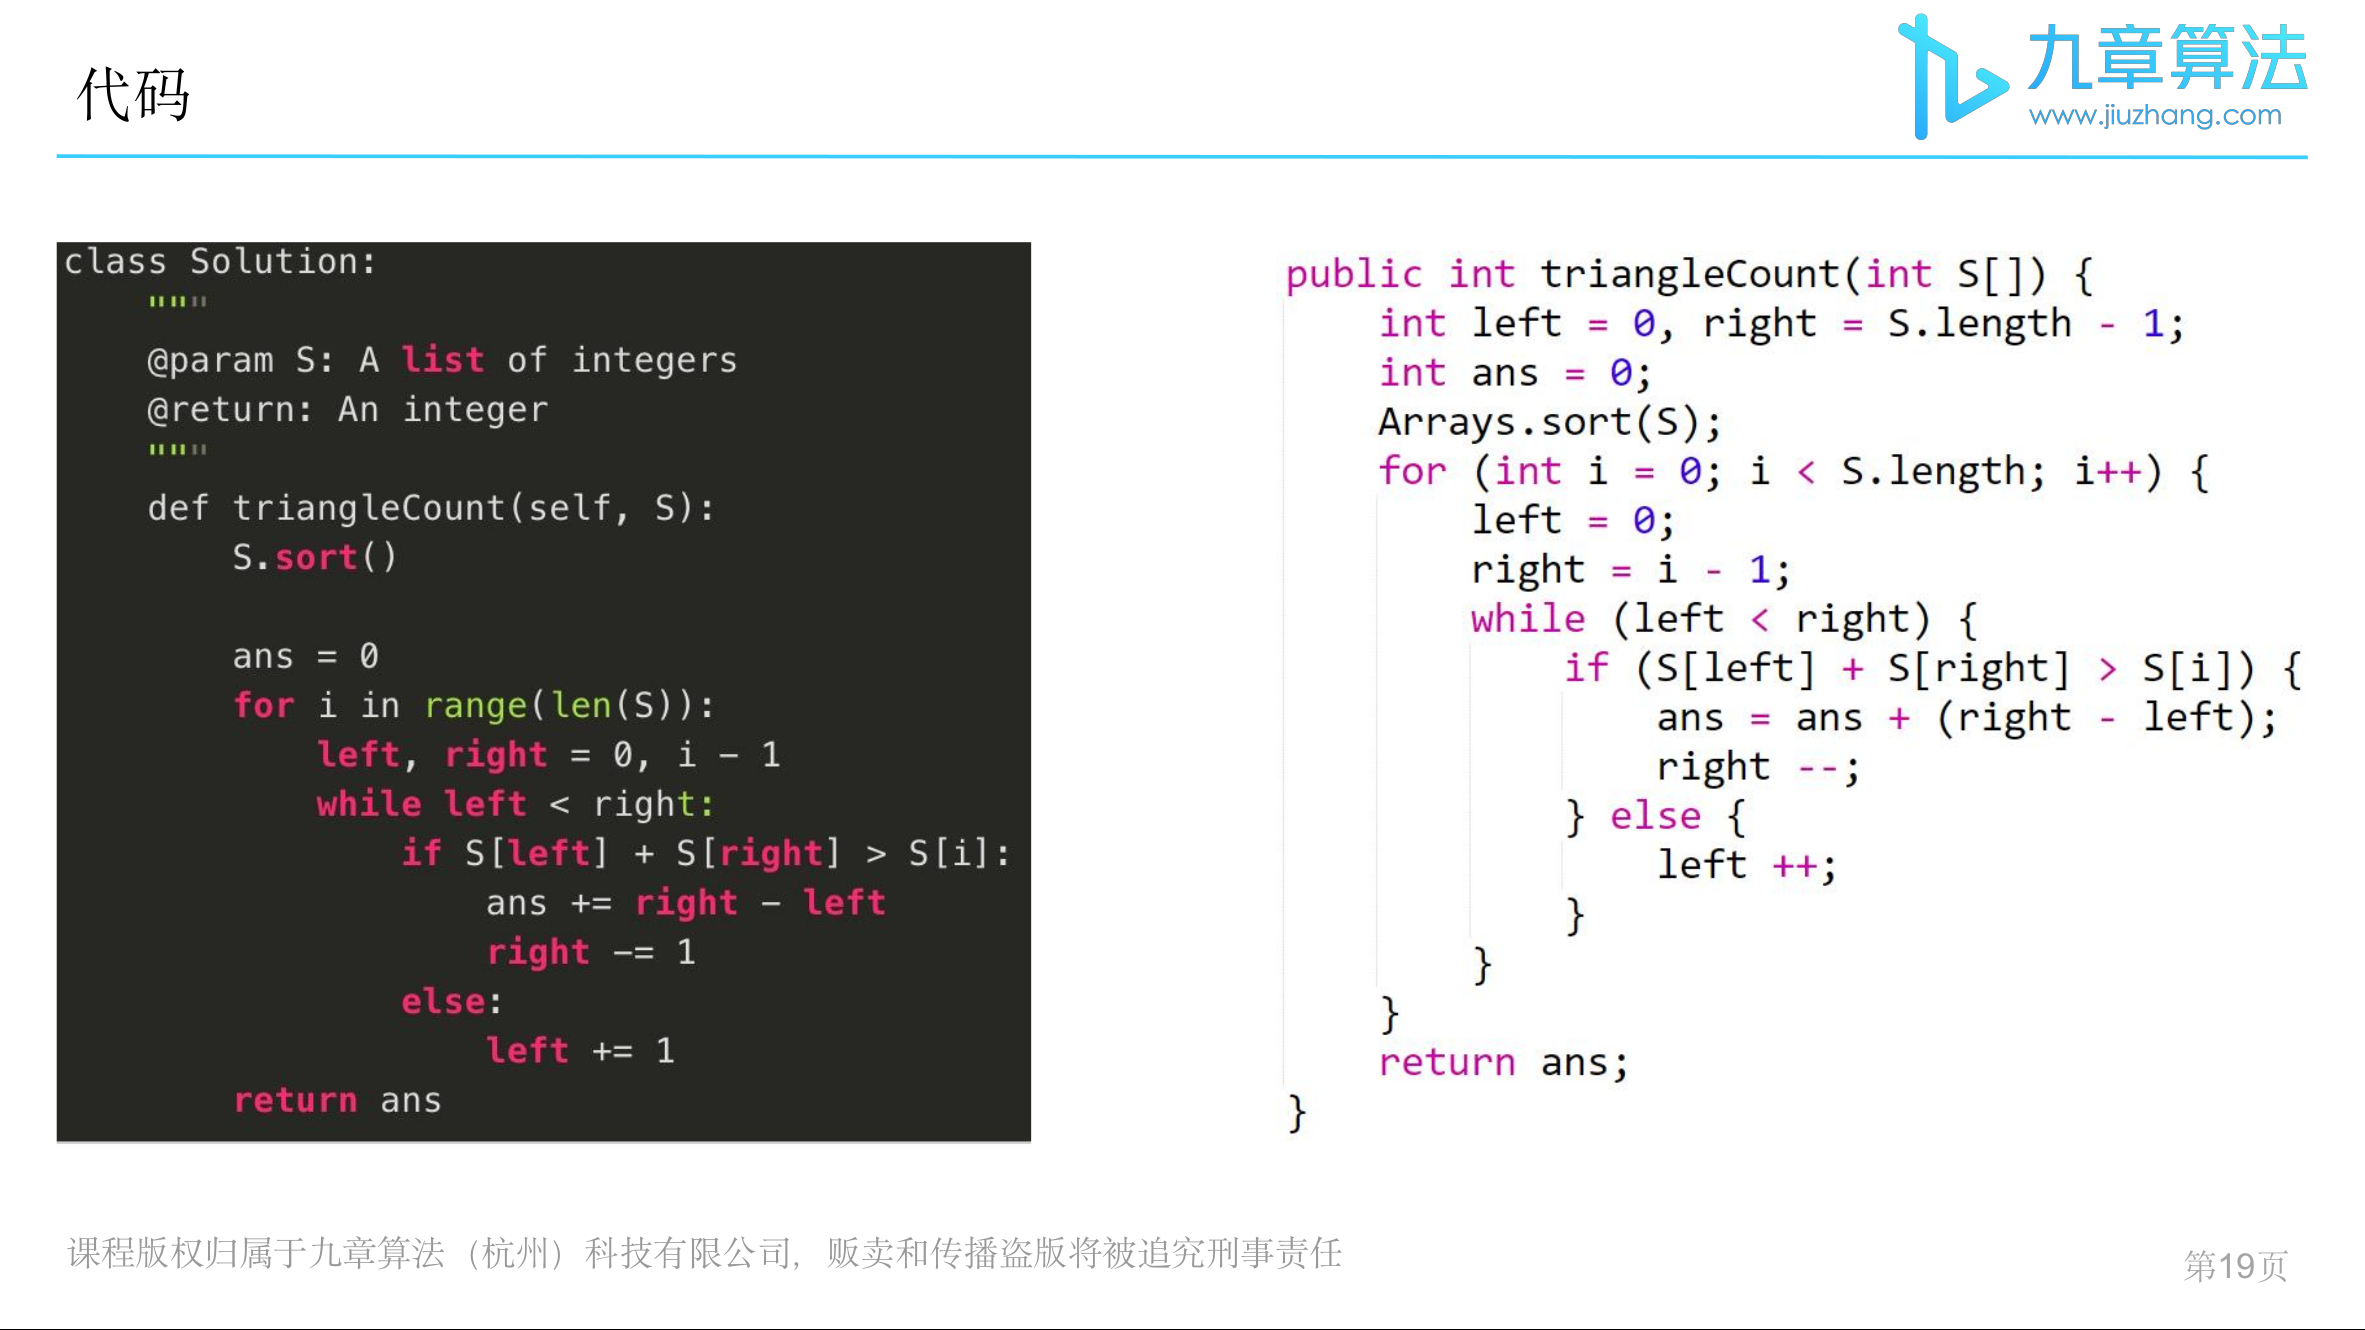 代码
九章算法
www.jiuzhang.com
class Solution:
    """
    @param S: A list of integers
    @return: An integer
    """
    def triangleCount(self, S):
        S.sort()

        ans = 0
        for i in range(len(S)):
            left, right = 0, i - 1
            while left < right:
                if S[left] + S[right] > S[i]:
                    ans += right - left
                    right -= 1
                else:
                    left += 1
        return ans
public int triangleCount(int S[]) {
    int left = 0, right = S.length - 1;
    int ans = 0;
    Arrays.sort(S);
    for (int i = 0; i < S.length; i++) {
        left = 0;
        right = i - 1;
        while (left < right) {
            if (S[left] + S[right] > S[i]) {
                ans = ans + (right - left);
                right --;
            } else {
                left ++;
            }
        }
    }
    return ans;
}
课程版权归属于九章算法（杭州）科技有限公司，贩卖和传播盗版将被追究刑事责任
第19页